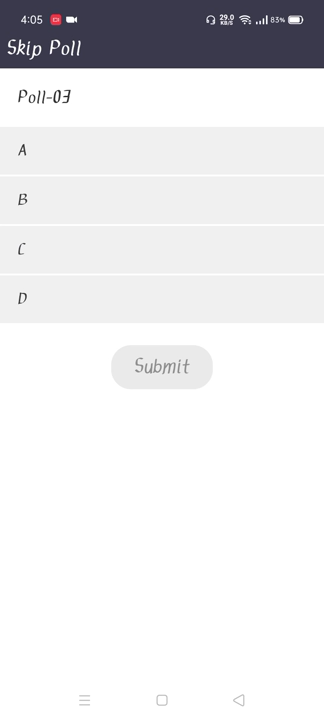 4:05 29.0 KB/S 83%
Skip Poll
Poll-03
A
B
C
D
Submit